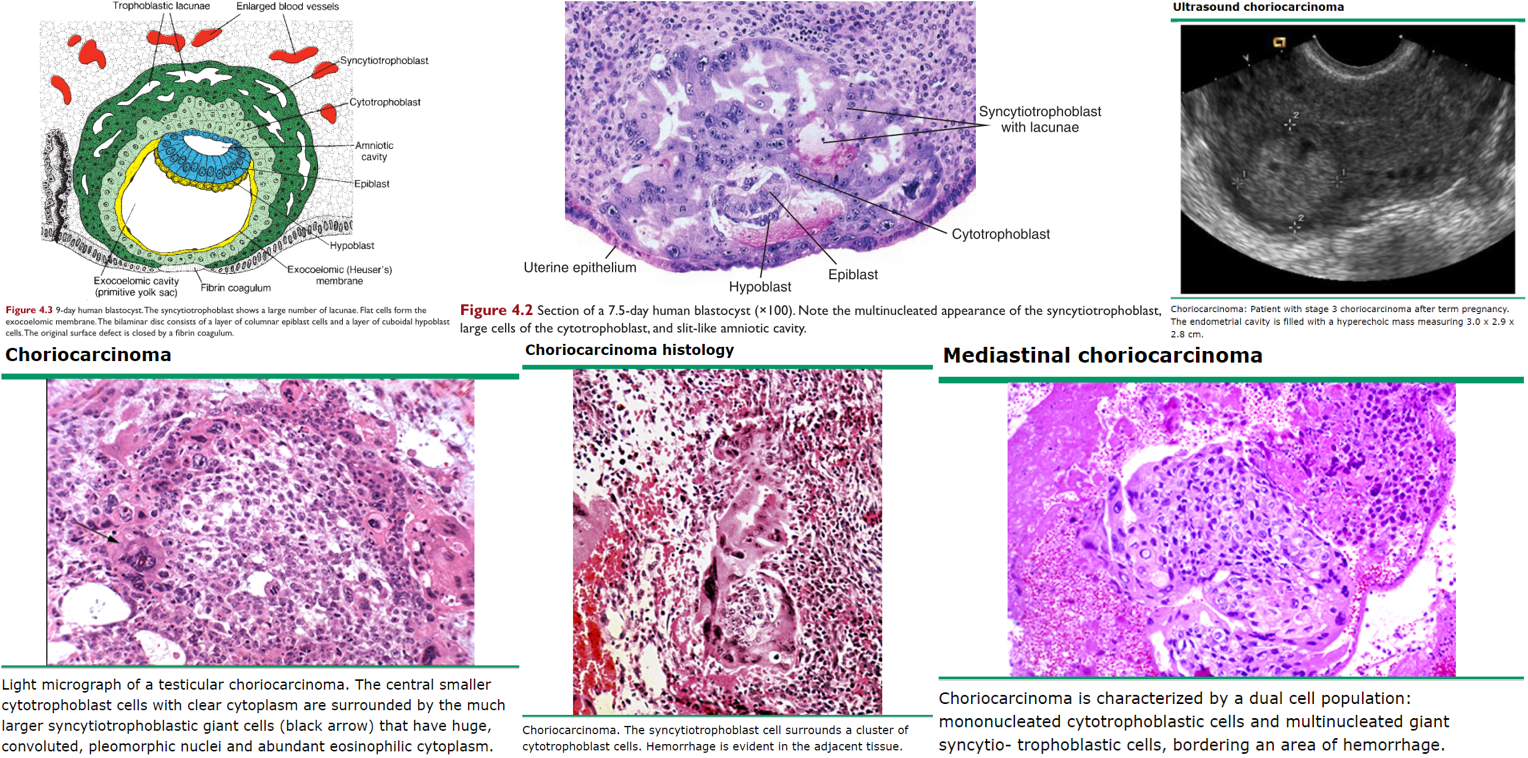 Trophoblastic lacunae
Enlarged blood vessels
Syncytiotrophoblast
Cytotrophoblast
Amniotic
cavity
Epiblast
Hypoblast
Exocoelomic (Heuser's)
membrane
Exocoelomic cavity
(primitive yolk sac)
Fibrin coagulum
Figure 4.3 9-day human blastocyst. The syncytiotrophoblast shows a large number of lacunae. Flat cells form the
exocoelomic membrane. The bilaminar disc consists of a layer of columnar epiblast cells and a layer of cuboidal hypoblast
cells. The original surface defect is closed by a fibrin coagulum.
Syncytiotrophoblast
with lacunae
Cytotrophoblast
Uterine epithelium
Epiblast
Hypoblast
Figure 4.2 Section of a 7.5-day human blastocyst (×100). Note the multinucleated appearance of the syncytiotrophoblast,
large cells of the cytotrophoblast, and slit-like amniotic cavity.
Ultrasound choriocarcinoma
2
1
1
2
Choriocarcinoma: Patient with stage 3 choriocarcinoma after term pregnancy.
The endometrial cavity is filled with a hyperechoic mass measuring 3.0 x 2.9 x
2.8 cm.
Choriocarcinoma
Light micrograph of a testicular choriocarcinoma. The central smaller
cytotrophoblast cells with clear cytoplasm are surrounded by the much
larger syncytiotrophoblastic giant cells (black arrow) that have huge,
convoluted, pleomorphic nuclei and abundant eosinophilic cytoplasm.
Choriocarcinoma histology
Choriocarcinoma. The syncytiotrophoblast cell surrounds a cluster of
cytotrophoblast cells. Hemorrhage is evident in the adjacent tissue.
Mediastinal choriocarcinoma
Choriocarcinoma is characterized by a dual cell population:
mononucleated cytotrophoblastic cells and multinucleated giant
syncytio- trophoblastic cells, bordering an area of hemorrhage.